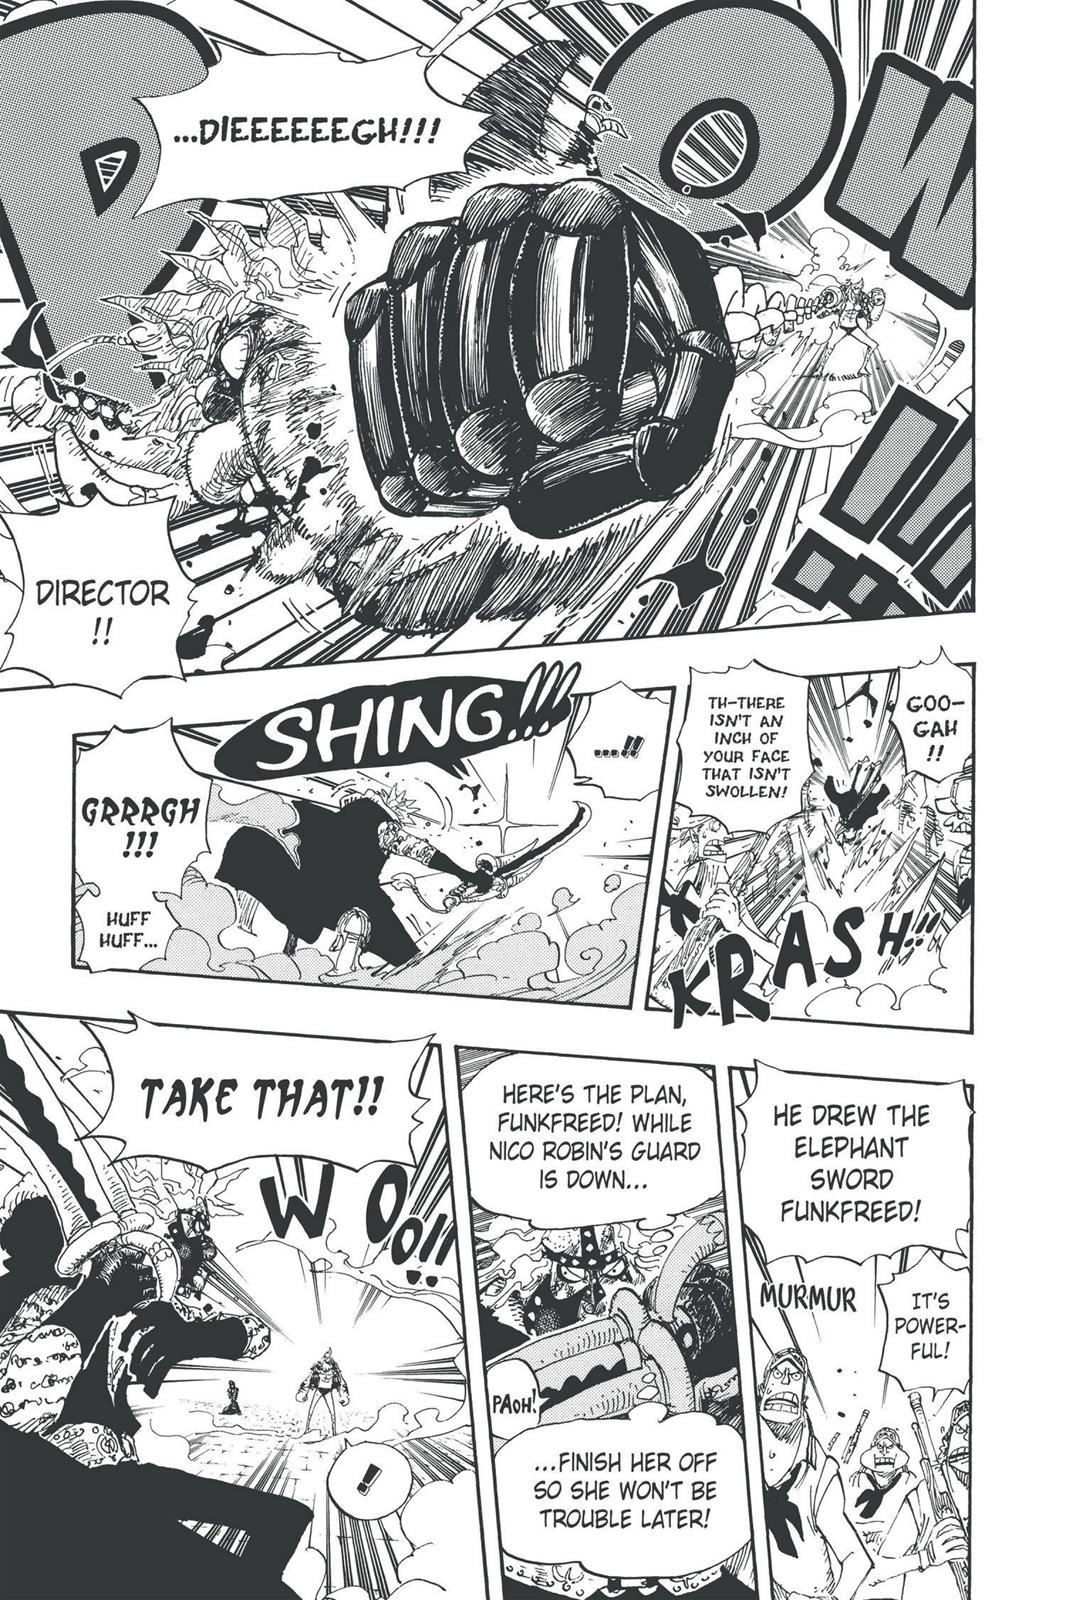 POW!!!
...DIEEEEEEGH!!!
DIRECTOR
!!
GOO-
GAH
!!
TH-THERE
ISN'T AN
INCH OF
YOUR FACE
THAT ISN'T
SWOLLEN!
KRASH!!!
...!!
SHING!!!
GRRRGH
!!!
HUFF
HUFF...
HE DREW THE
ELEPHANT
SWORD
FUNKFREED!
IT'S
POWER-
FUL!
MURMUR
HERE'S THE PLAN,
FUNKFREED! WHILE
NICO ROBIN'S GUARD
IS DOWN...
PAOH!
...FINISH HER OFF
SO SHE WON'T BE
TROUBLE LATER!
TAKE THAT!!
WOO!!
!